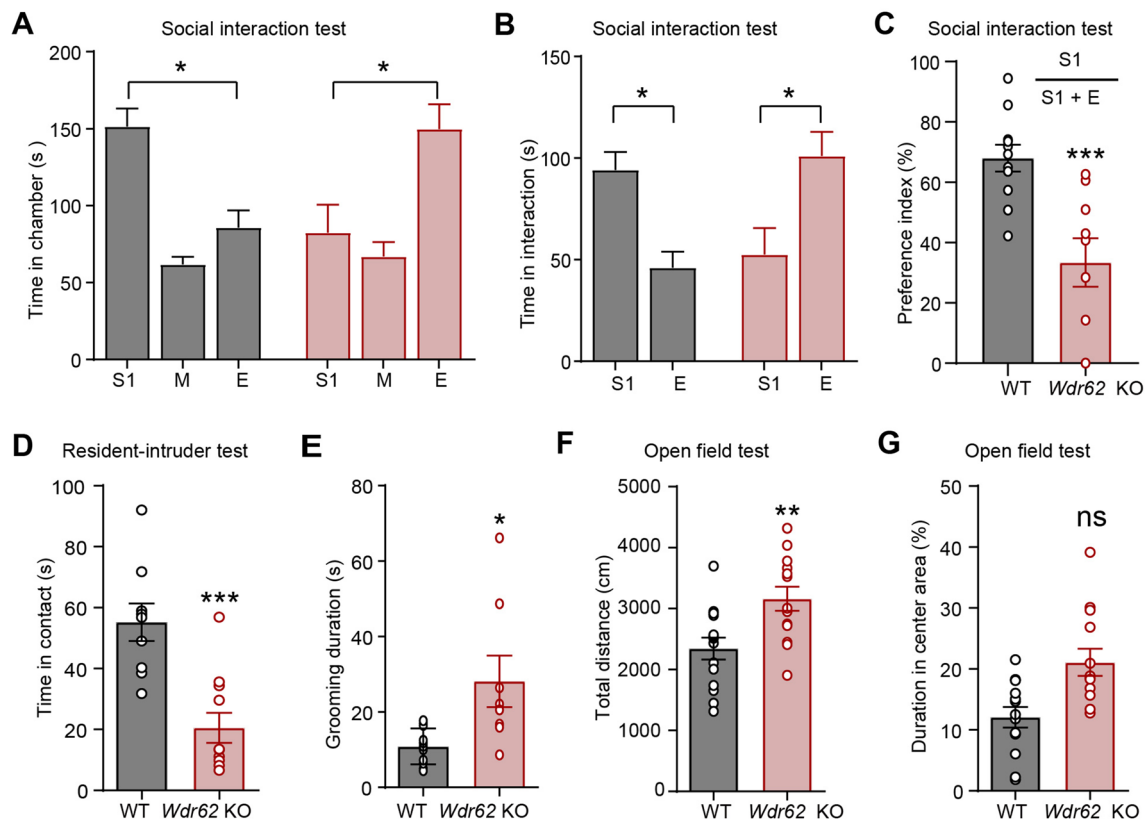 A
Social interaction test
Time in chamber (s)
200
150
100
50
0
*
*
S1 M E S1 M E
B
Social interaction test
Time in interaction (s)
150
100
50
0
*
*
S1 E S1 E
C
Social interaction test
Preference index (%)
100
80
60
40
20
0
S1
S1 + E
***
WT Wdr62 KO
D
Resident-intruder test
Time in contact (s)
100
80
60
40
20
0
***
WT Wdr62 KO
E
Grooming duration (s)
80
60
40
20
0
*
WT Wdr62 KO
F
Open field test
Total distance (cm)
5000
4000
3000
2000
1000
0
**
WT Wdr62 KO
G
Open field test
Duration in center area (%)
50
40
30
20
10
0
ns
WT Wdr62 KO